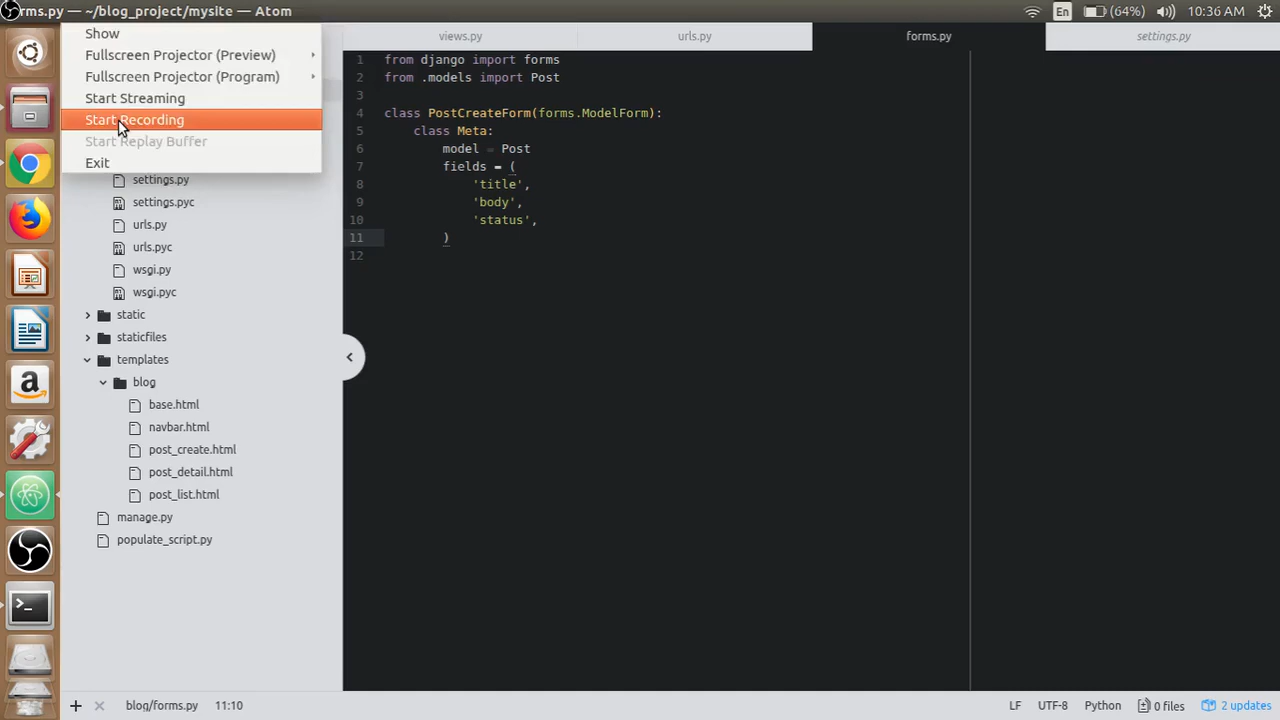 rms.py — ~/blog_project/mysite — Atom
En
(64%)
10:36 AM
Show
Fullscreen Projector (Preview)
Fullscreen Projector (Program)
Start Streaming
Start Recording
Start Replay Buffer
Exit
settings.py
settings.pyc
urls.py
urls.pyc
wsgi.py
wsgi.pyc
static
staticfiles
templates
blog
base.html
navbar.html
post_create.html
post_detail.html
post_list.html
manage.py
populate_script.py
views.py
urls.py
forms.py
settings.py
1 from django import forms
2 from .models import Post
3
4 class PostCreateForm(forms.ModelForm):
5 class Meta:
6 model = Post
7 fields = (
8 'title',
9 'body',
10 'status',
11 )
12
blog/forms.py 11:10
LF
UTF-8
Python
0 files
2 updates